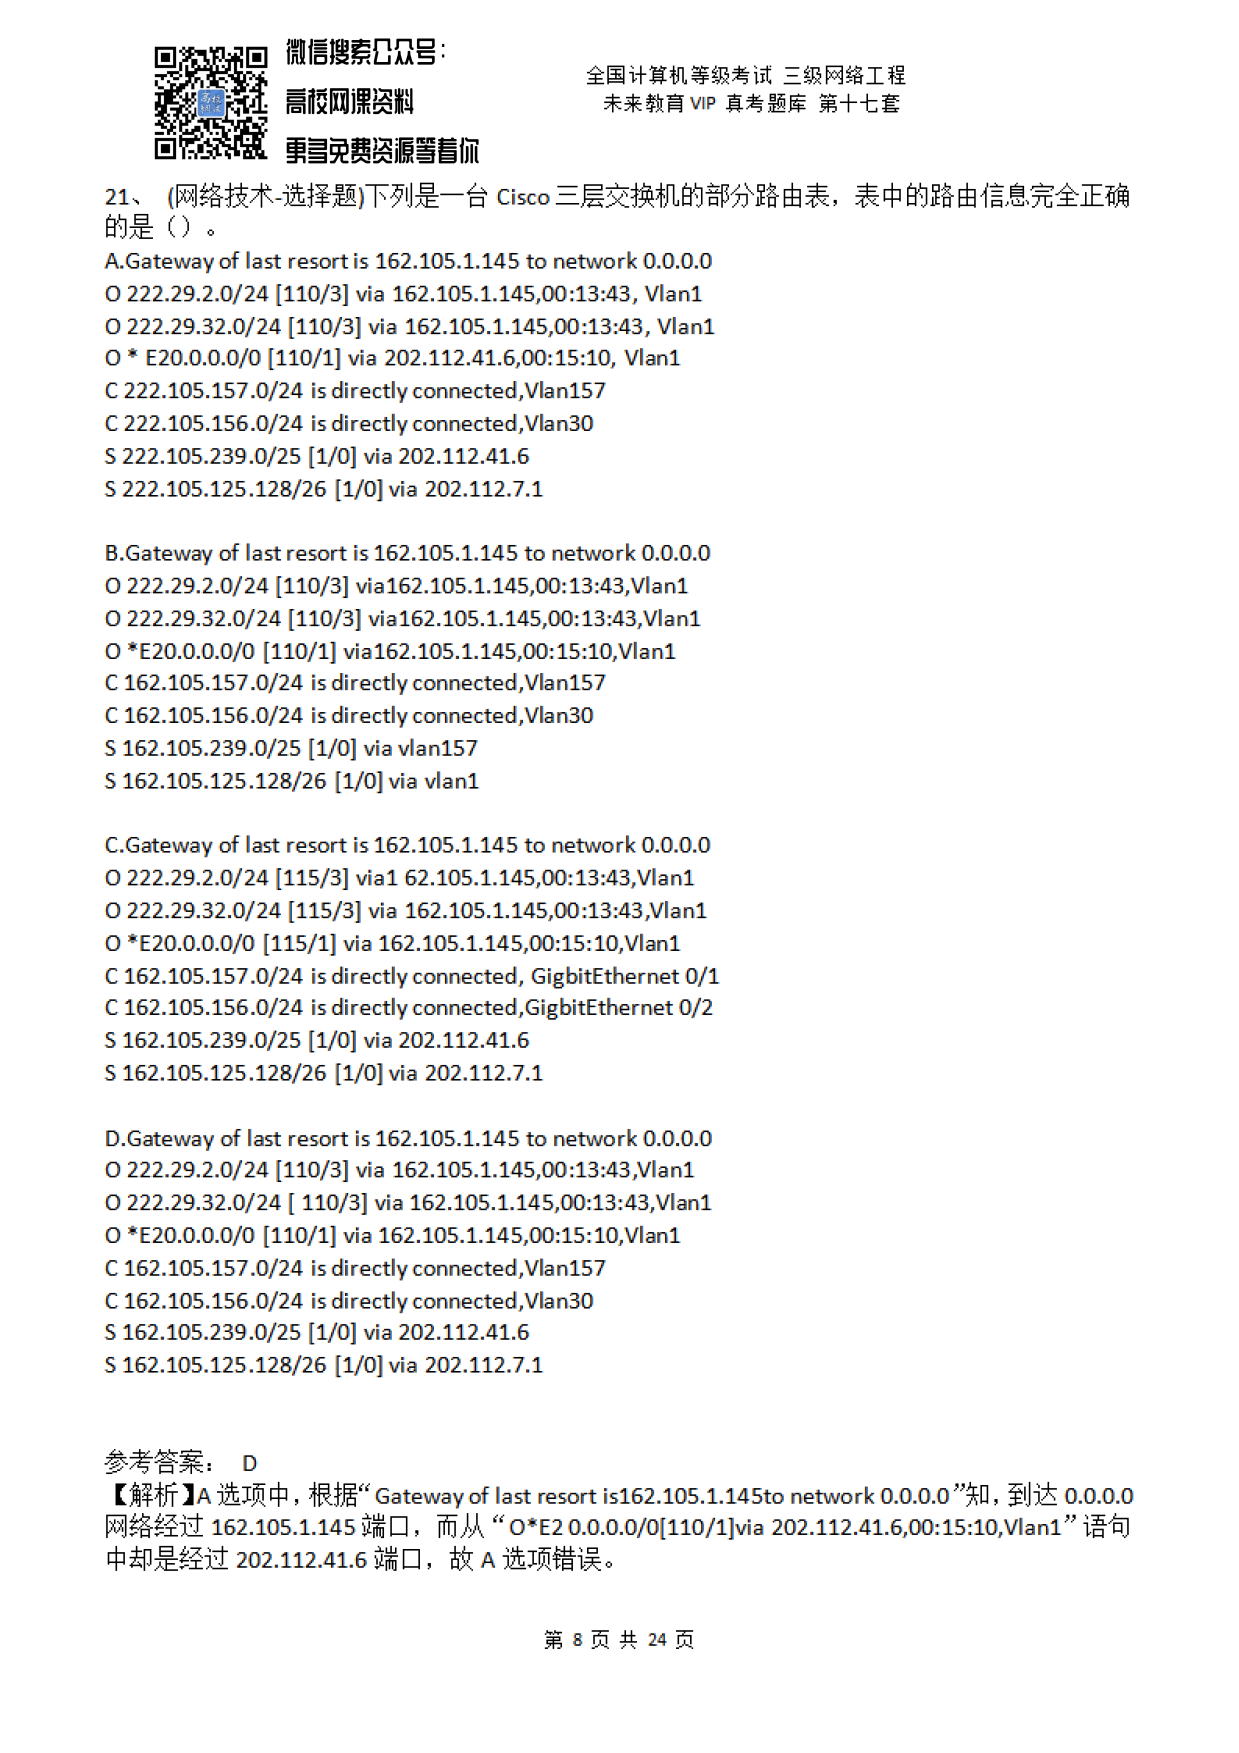 微信搜索公众号:
高校网课资料
更多免费资源等着你
全国计算机等级考试 三级网络工程
未来教育 VIP 真考题库 第十七套
21、 (网络技术-选择题)下列是一台 Cisco 三层交换机的部分路由表，表中的路由信息完全正确
的是（）。
A.Gateway of last resort is 162.105.1.145 to network 0.0.0.0
O 222.29.2.0/24 [110/3] via 162.105.1.145,00:13:43, Vlan1
O 222.29.32.0/24 [110/3] via 162.105.1.145,00:13:43, Vlan1
O * E20.0.0.0/0 [110/1] via 202.112.41.6,00:15:10, Vlan1
C 222.105.157.0/24 is directly connected,Vlan157
C 222.105.156.0/24 is directly connected,Vlan30
S 222.105.239.0/25 [1/0] via 202.112.41.6
S 222.105.125.128/26 [1/0] via 202.112.7.1
B.Gateway of last resort is 162.105.1.145 to network 0.0.0.0
O 222.29.2.0/24 [110/3] via162.105.1.145,00:13:43,Vlan1
O 222.29.32.0/24 [110/3] via162.105.1.145,00:13:43,Vlan1
O *E20.0.0.0/0 [110/1] via162.105.1.145,00:15:10,Vlan1
C 162.105.157.0/24 is directly connected,Vlan157
C 162.105.156.0/24 is directly connected,Vlan30
S 162.105.239.0/25 [1/0] via vlan157
S 162.105.125.128/26 [1/0] via vlan1
C.Gateway of last resort is 162.105.1.145 to network 0.0.0.0
O 222.29.2.0/24 [115/3] via1 62.105.1.145,00:13:43,Vlan1
O 222.29.32.0/24 [115/3] via 162.105.1.145,00:13:43,Vlan1
O *E20.0.0.0/0 [115/1] via 162.105.1.145,00:15:10,Vlan1
C 162.105.157.0/24 is directly connected, GigbitEthernet 0/1
C 162.105.156.0/24 is directly connected,GigbitEthernet 0/2
S 162.105.239.0/25 [1/0] via 202.112.41.6
S 162.105.125.128/26 [1/0] via 202.112.7.1
D.Gateway of last resort is 162.105.1.145 to network 0.0.0.0
O 222.29.2.0/24 [110/3] via 162.105.1.145,00:13:43,Vlan1
O 222.29.32.0/24 [ 110/3] via 162.105.1.145,00:13:43,Vlan1
O *E20.0.0.0/0 [110/1] via 162.105.1.145,00:15:10,Vlan1
C 162.105.157.0/24 is directly connected,Vlan157
C 162.105.156.0/24 is directly connected,Vlan30
S 162.105.239.0/25 [1/0] via 202.112.41.6
S 162.105.125.128/26 [1/0] via 202.112.7.1
参考答案： D
【解析】A 选项中，根据“Gateway of last resort is162.105.1.145to network 0.0.0.0”知，到达 0.0.0.0
网络经过 162.105.1.145 端口，而从“O*E2 0.0.0.0/0[110/1]via 202.112.41.6,00:15:10,Vlan1”语句
中却是经过 202.112.41.6 端口，故 A 选项错误。
第 8 页 共 24 页